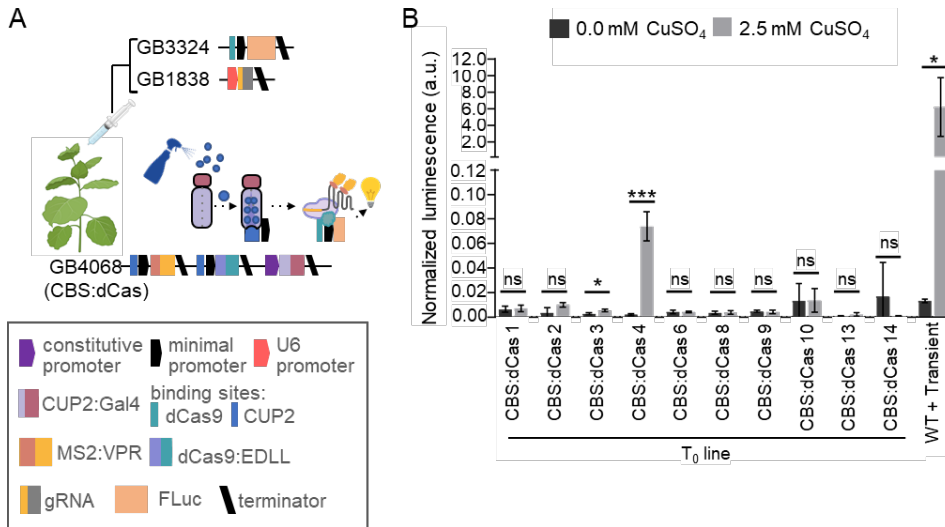 A
GB3324
GB1838
GB4068
(CBS:dCas)
constitutive promoter
minimal promoter
U6 promoter
CUP2:Gal4
binding sites:
dCas9
CUP2
MS2:VPR
dCas9:EDLL
gRNA
FLuc
terminator
B
0.0 mM CuSO₄
2.5 mM CuSO₄
Normalized luminescence (a.u.)
12.0
10.0
8.0
6.0
4.0
2.0
0.12
0.10
0.08
0.06
0.04
0.02
0.00
ns
ns
*
***
ns
ns
ns
ns
ns
ns
*
CBS:dCas 1
CBS:dCas 2
CBS:dCas 3
CBS:dCas 4
CBS:dCas 6
CBS:dCas 8
CBS:dCas 9
CBS:dCas 10
CBS:dCas 13
CBS:dCas 14
WT + Transient
T₀ line